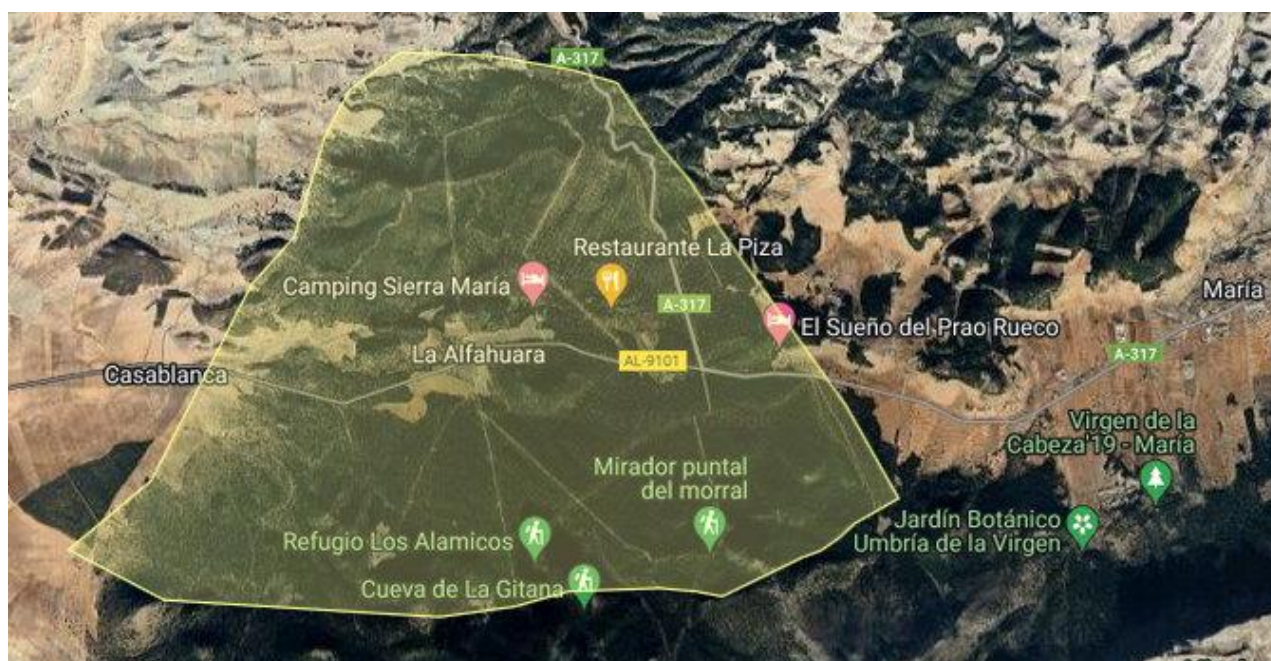 A-317
Restaurante La Piza
Camping Sierra María
A-317
María
El Sueño del Prao Rueco
La Alfahuara
AL-9101
A-317
Casablanca
Virgen de la
Cabeza'19 - María
Mirador puntal
del morral
Jardín Botánico
Umbría de la Virgen
Refugio Los Alamicos
Cueva de La Gitana